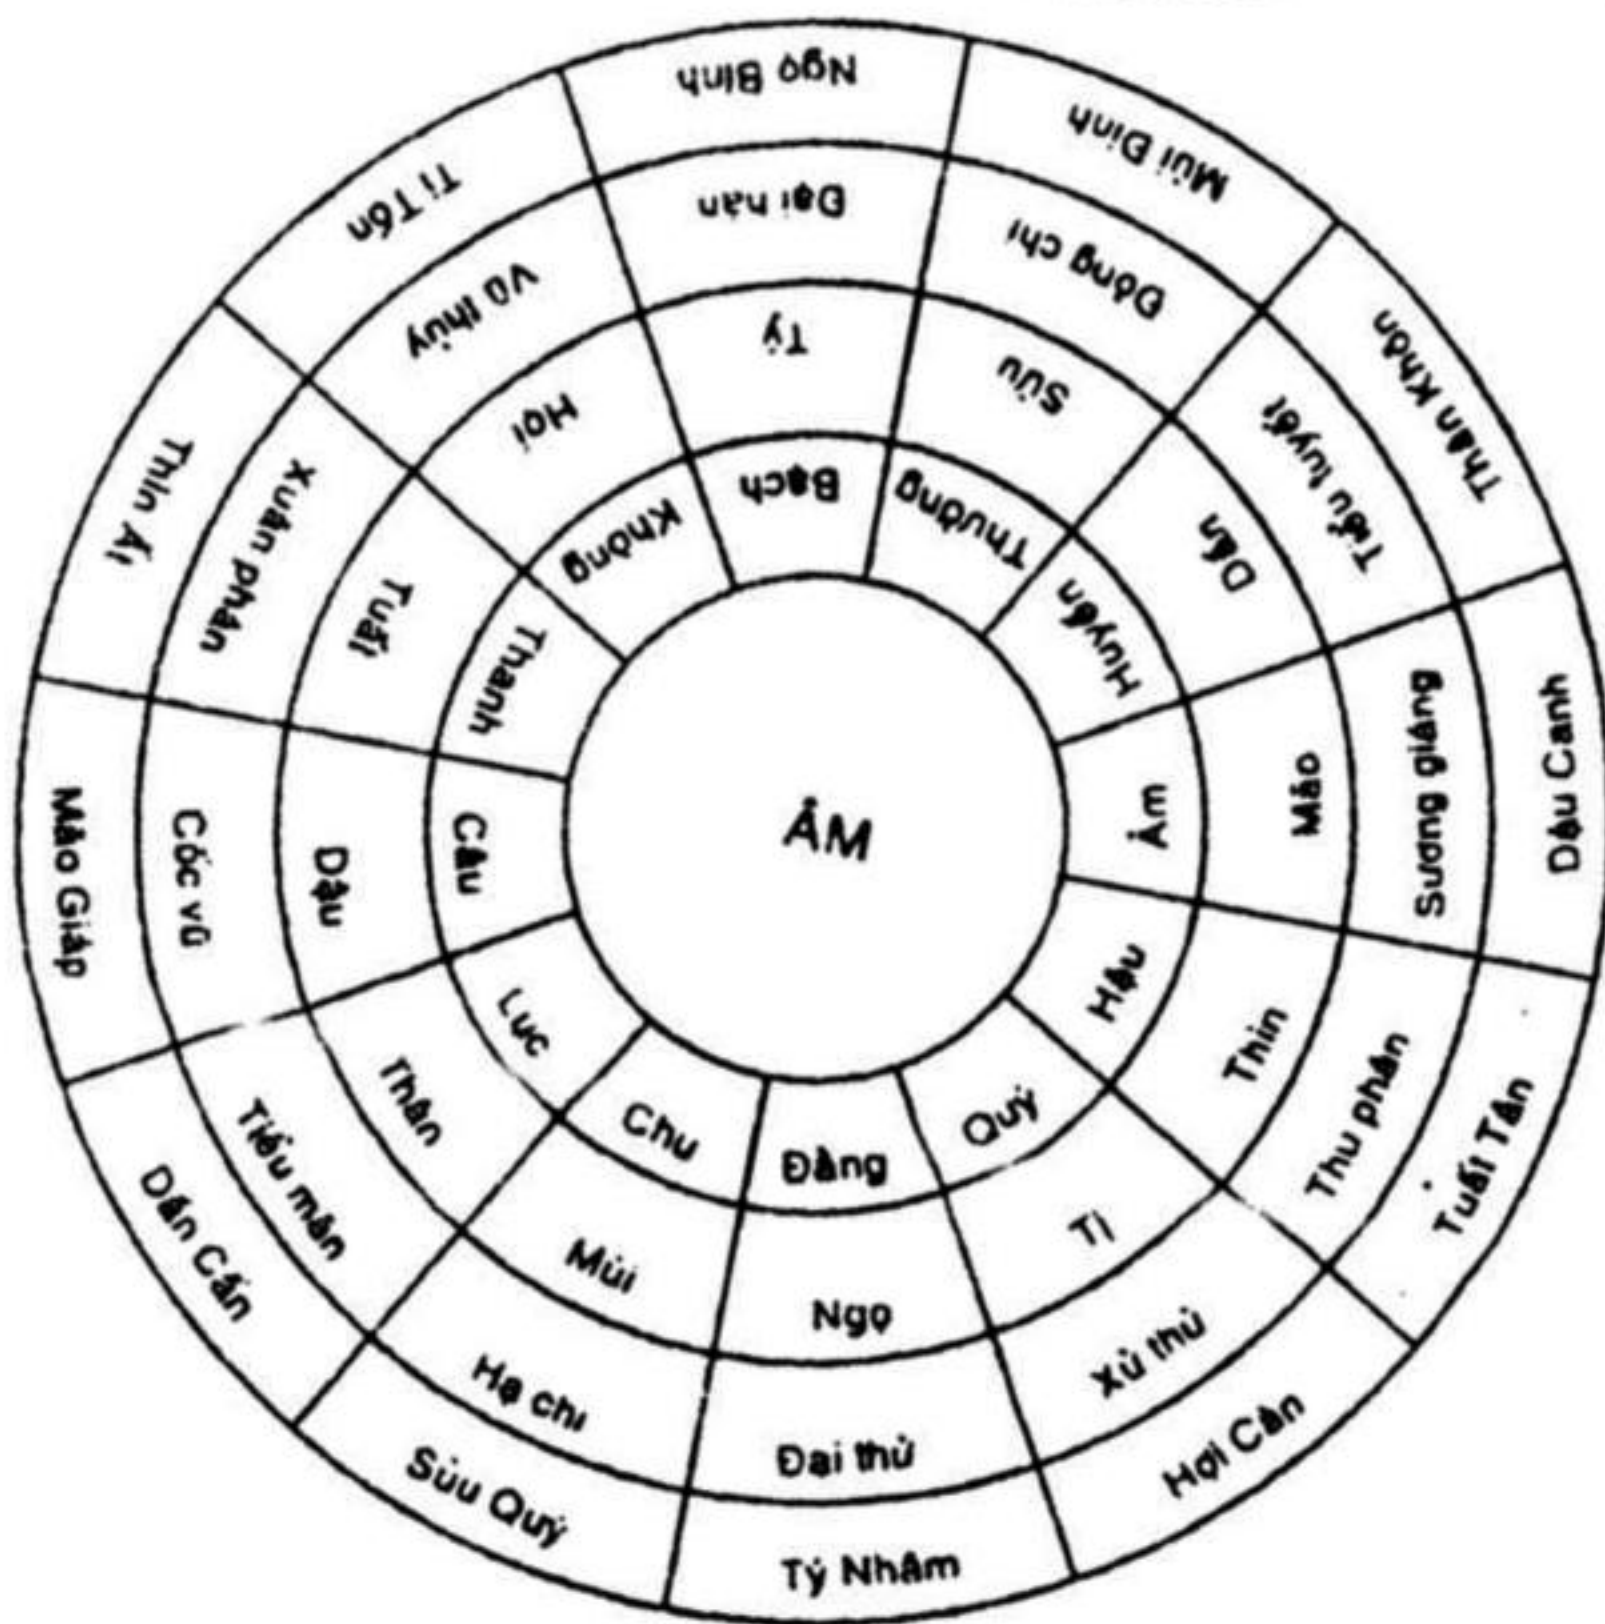 Ngọ Bính
Mùi Đinh
Thân Khôn
Dậu Canh
Tuất Tân
Hợi Càn
Tý Nhâm
Sửu Quý
Dần Cấn
Mão Giáp
Thìn Ất
Tị Tốn
Đại hàn
Đông chí
Tiểu tuyết
Sương giáng
Thu phân
Xử thử
Đại thử
Hạ chí
Tiểu mãn
Cốc vũ
Xuân phân
Vũ thủy
Tý
Sửu
Dần
Mão
Thìn
Tị
Ngọ
Mùi
Thân
Dậu
Tuất
Hợi
Bạch
Thường
Huyền
Âm
Hậu
Quý
Đằng
Chu
Lục
Câu
Thanh
Không
ÂM